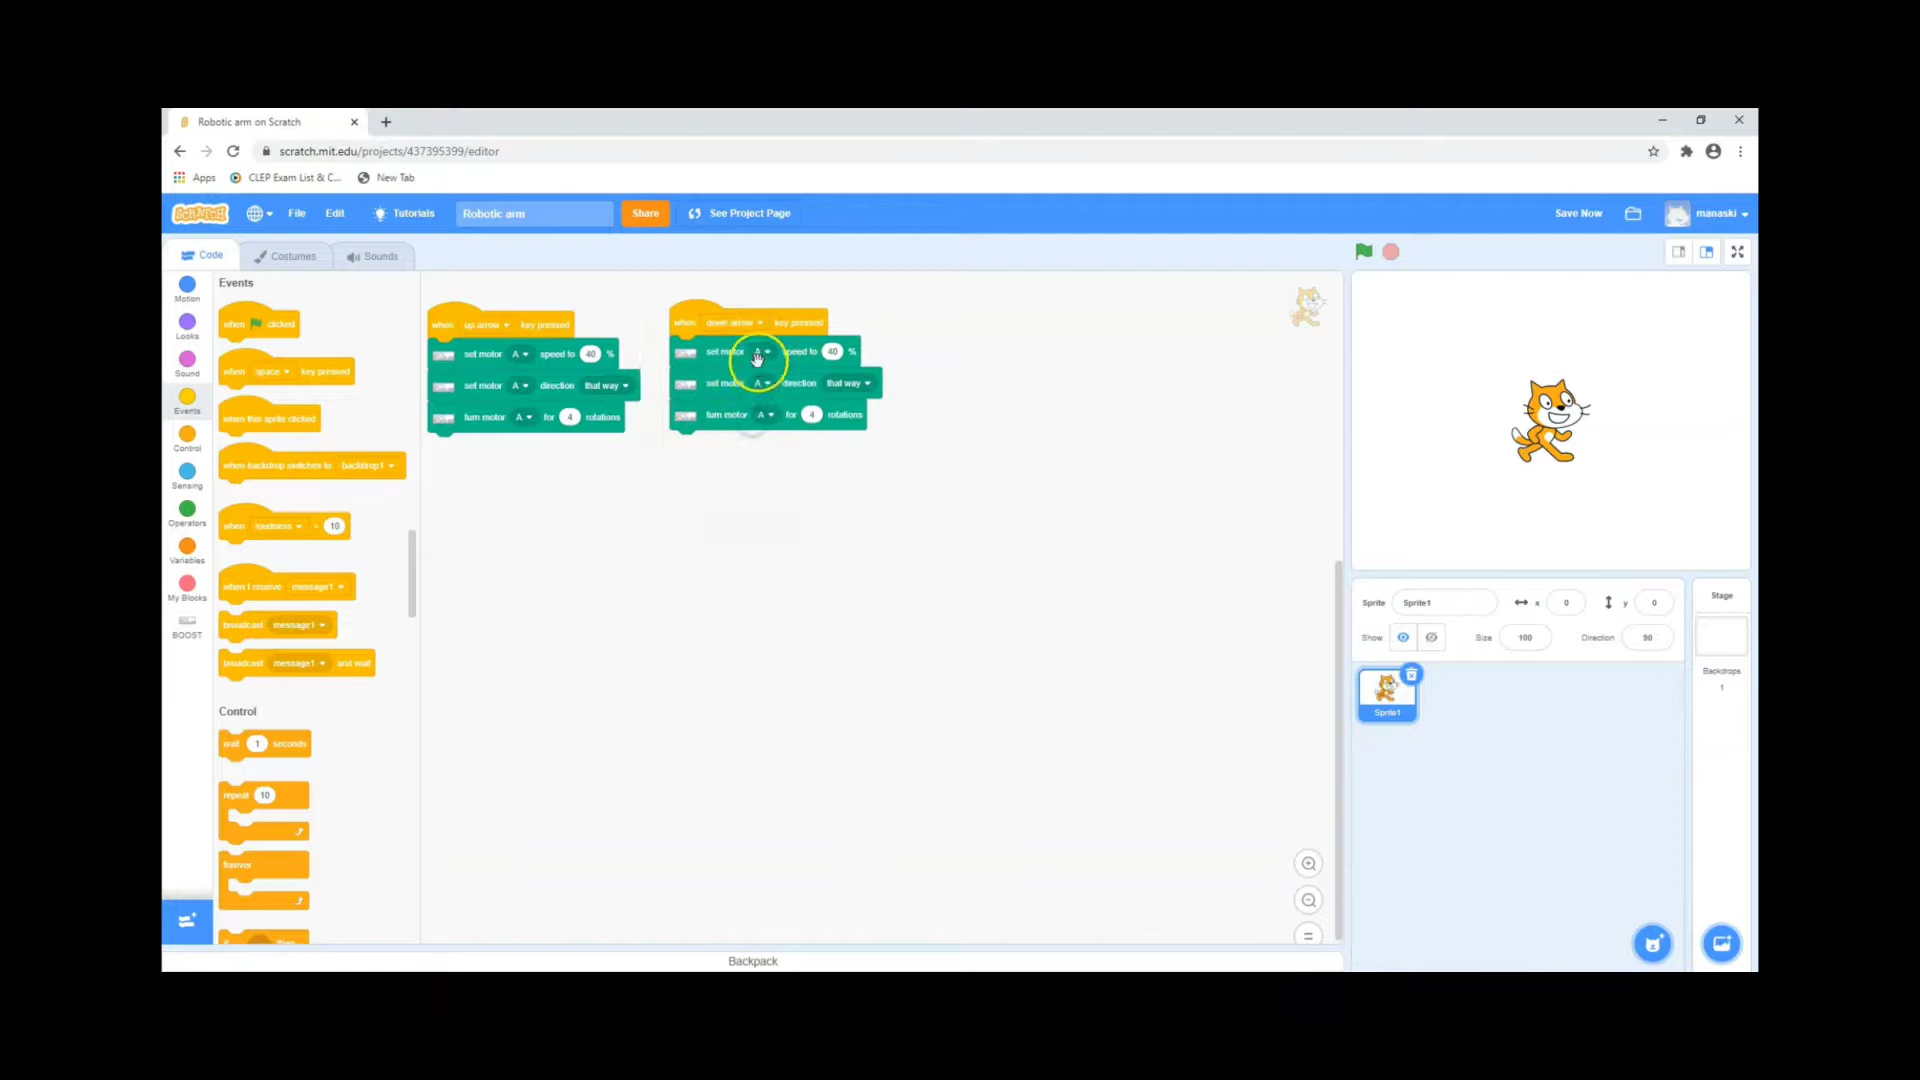 Robotic arm on Scratch
scratch.mit.edu/projects/437395399/editor
Apps CLEP Exam List & C... New Tab
SCRATCH File Edit Tutorials Robotic arm Share See Project Page Save Now manaski
Code Costumes Sounds
Motion
Looks
Sound
Events
Control
Sensing
Operators
Variables
My Blocks
BOOST
Events
when clicked
when space key pressed
when this sprite clicked
when backdrop switches to backdrop1
when loudness > 10
when I receive message1
broadcast message1
broadcast message1 and wait
Control
wait 1 seconds
repeat 10
forever
when up arrow key pressed
set motor A speed to 40 %
set motor A direction that way
turn motor A for 4 rotations
when down arrow key pressed
set motor A speed to 40 %
set motor A direction that way
turn motor A for 4 rotations
Sprite Sprite1 x 0 y 0
Show Size 100 Direction 90
Sprite1
Stage
Backdrops
1
Backpack